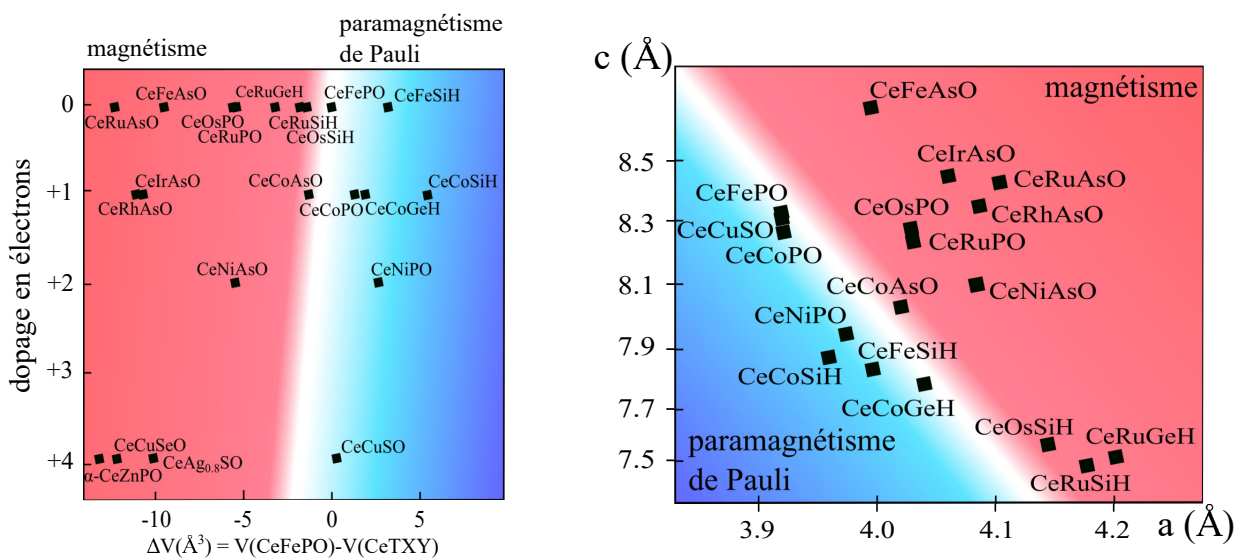 magnétisme
paramagnétisme
de Pauli
dopage en électrons
0
+1
+2
+3
+4
CeFeAsO
CeRuGeH
CeFePO
CeFeSiH
CeRuAsO
CeOsPO
CeRuSiH
CeRuPO
CeOsSiH
CeIrAsO
CeCoAsO
CeCoSiH
CeRhAsO
CeCoPO
CeCoGeH
CeNiAsO
CeNiPO
CeCuSeO
CeCuSO
α-CeZnPO
CeAg0.8SO
-10
-5
0
5
ΔV(Å³) = V(CeFePO)-V(CeTXY)
c (Å)
magnétisme
CeFeAsO
8.5
CeIrAsO
CeRuAsO
CeFePO
CeOsPO
CeRhAsO
8.3
CeCuSO
CeRuPO
CeCoPO
8.1
CeCoAsO
CeNiAsO
CeNiPO
7.9
CeFeSiH
CeCoSiH
7.7
CeCoGeH
CeOsSiH
CeRuGeH
paramagnétisme
de Pauli
7.5
CeRuSiH
3.9
4.0
4.1
4.2
a (Å)